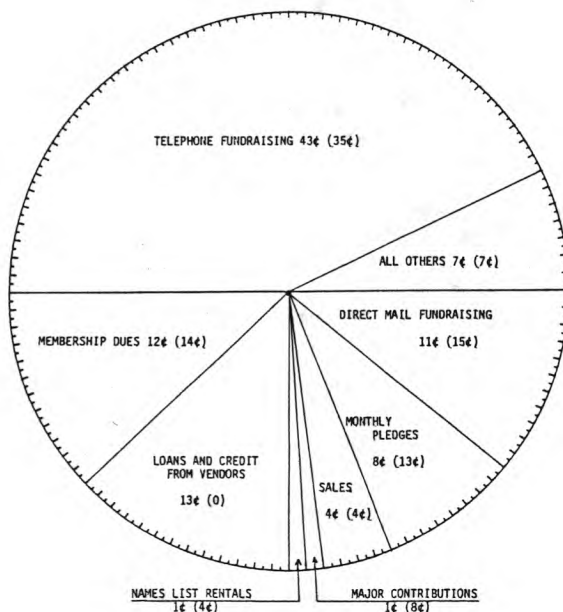 TELEPHONE FUNDRAISING 43¢ (35¢)
ALL OTHERS 7¢ (7¢)
DIRECT MAIL FUNDRAISING
11¢ (15¢)
MEMBERSHIP DUES 12¢ (14¢)
MONTHLY
PLEDGES
8¢ (13¢)
LOANS AND CREDIT
FROM VENDORS
13¢ (0)
SALES
4¢ (4¢)
NAMES LIST RENTALS
1¢ (4¢)
MAJOR CONTRIBUTIONS
1¢ (8¢)